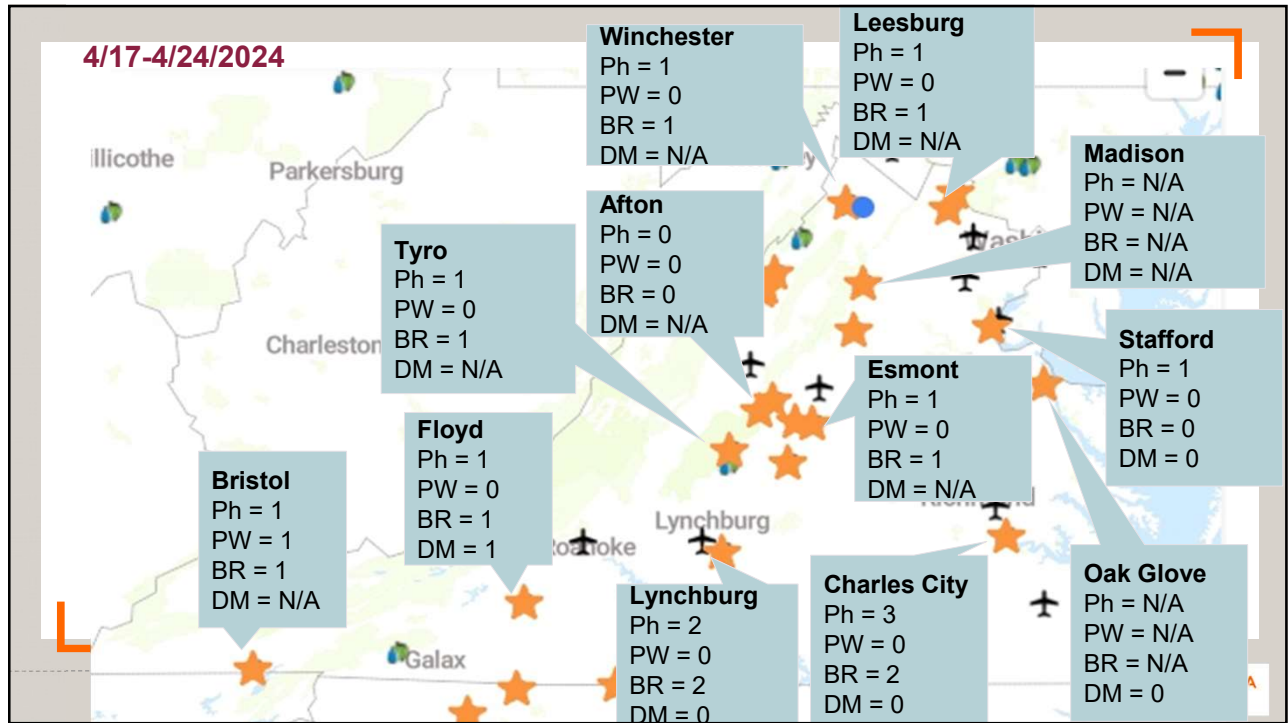 4/17-4/24/2024
Winchester
Ph = 1
PW = 0
BR = 1
DM = N/A
Leesburg
Ph = 1
PW = 0
BR = 1
DM = N/A
Madison
Ph = N/A
PW = N/A
BR = N/A
DM = N/A
Afton
Ph = 0
PW = 0
BR = 0
DM = N/A
Tyro
Ph = 1
PW = 0
BR = 1
DM = N/A
Stafford
Ph = 1
PW = 0
BR = 0
DM = 0
Esmont
Ph = 1
PW = 0
BR = 1
DM = N/A
Floyd
Ph = 1
PW = 0
BR = 1
DM = 1
Bristol
Ph = 1
PW = 1
BR = 1
DM = N/A
Lynchburg
Ph = 2
PW = 0
BR = 2
DM = 0
Charles City
Ph = 3
PW = 0
BR = 2
DM = 0
Oak Glove
Ph = N/A
PW = N/A
BR = N/A
DM = 0
illicothe
Parkersburg
Charleston
Washi
Lynchburg
Roanoke
Galax
A